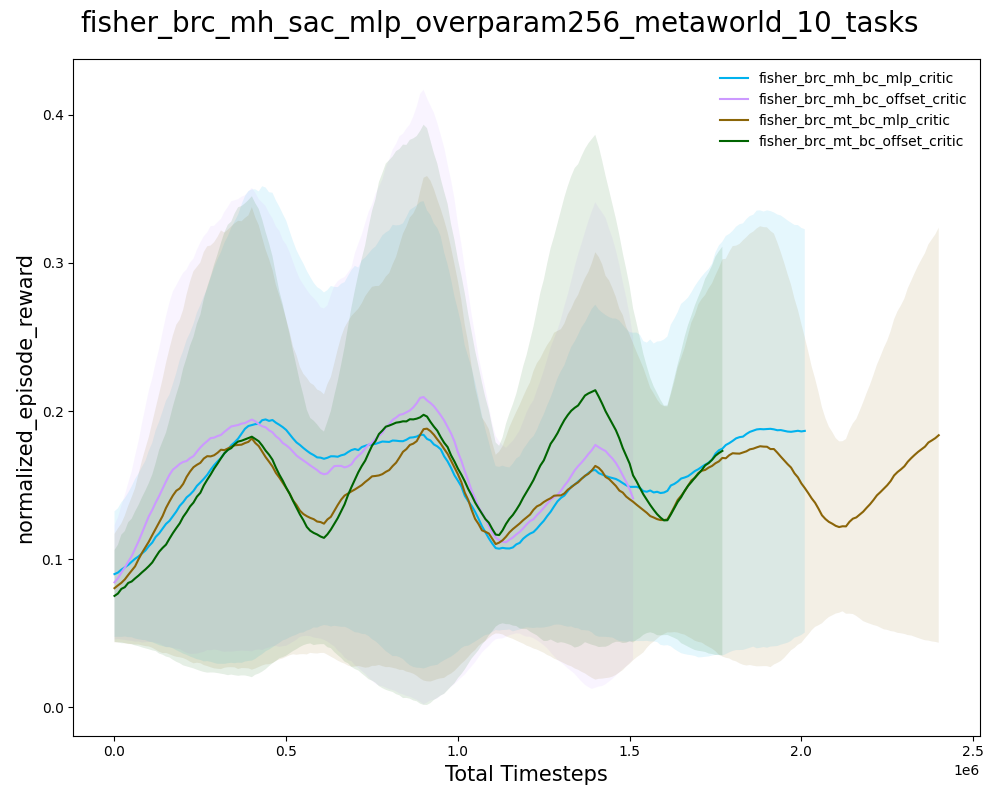 fisher_brc_mh_sac_mlp_overparam256_metaworld_10_tasks
fisher_brc_mh_bc_mlp_critic
fisher_brc_mh_bc_offset_critic
fisher_brc_mt_bc_mlp_critic
fisher_brc_mt_bc_offset_critic
normalized_episode_reward
0.4
0.3
0.2
0.1
0.0
0.0 0.5 1.0 1.5 2.0 2.5
1e6
Total Timesteps